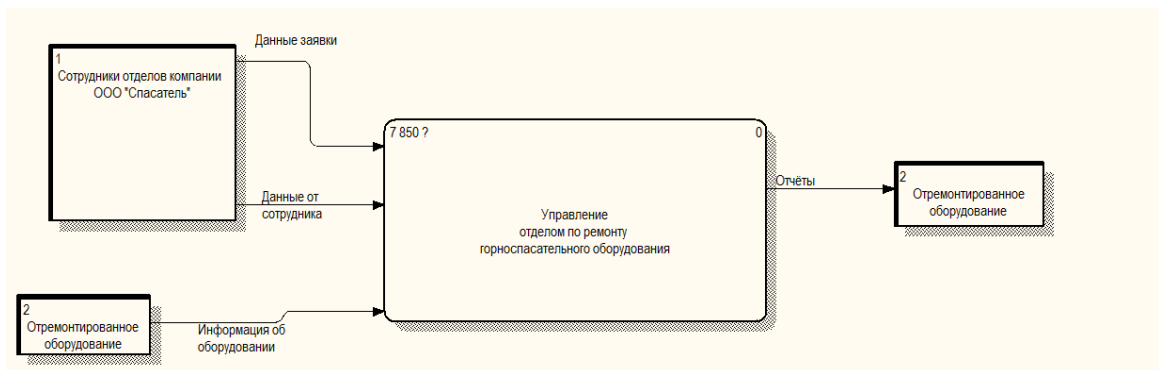 Данные заявки
1
Сотрудники отделов компании
ООО "Спасатель"
Данные от
сотрудника
7 850 ?
0
Управление
отделом по ремонту
горноспасательного оборудования
Отчёты
2
Отремонтированное
оборудование
2
Отремонтированное
оборудование
Информация об
оборудовании